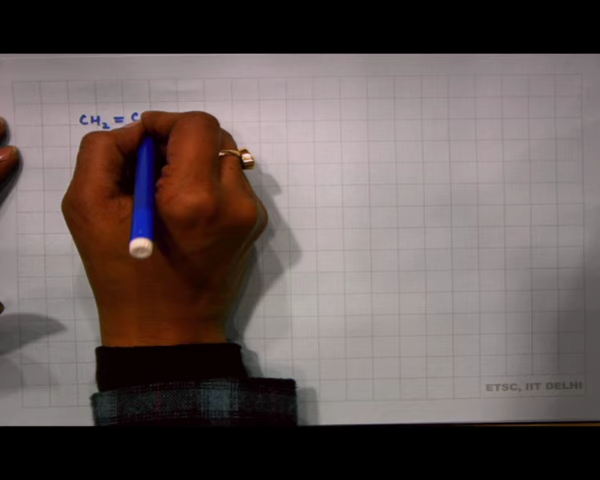 CH₂ = C
ETSC, IIT DELHI